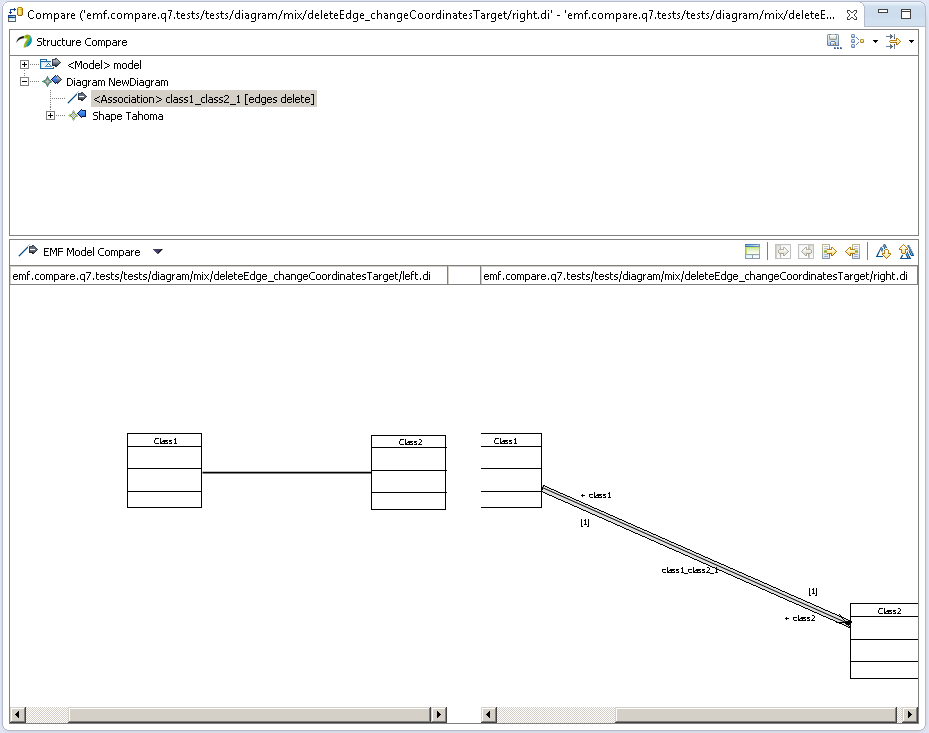 Compare ('emf.compare.q7.tests/tests/diagram/mix/deleteEdge_changeCoordinatesTarget/right.di' - 'emf.compare.q7.tests/tests/diagram/mix/deleteE...
Structure Compare
<Model> model
Diagram NewDiagram
<Association> class1_class2_1 [edges delete]
Shape Tahoma
EMF Model Compare
emf.compare.q7.tests/tests/diagram/mix/deleteEdge_changeCoordinatesTarget/left.di
emf.compare.q7.tests/tests/diagram/mix/deleteEdge_changeCoordinatesTarget/right.di
Class1
Class2
Class1
+ class1
[1]
class1_class2_1
[1]
+ class2
Class2